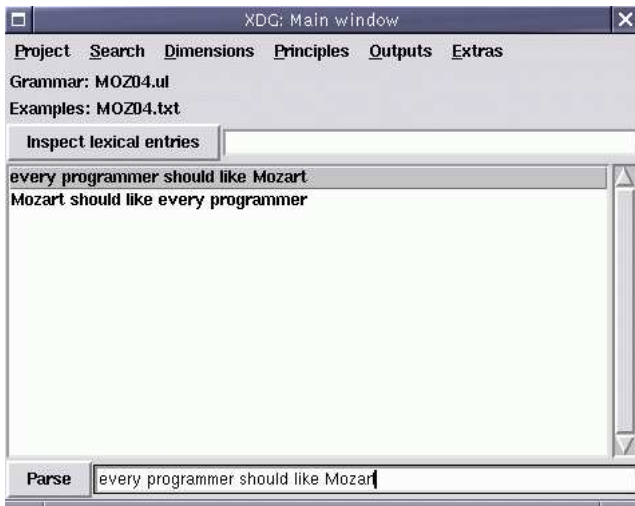 XDG: Main window
Project Search Dimensions Principles Outputs Extras
Grammar: MOZ04.ul
Examples: MOZ04.txt
Inspect lexical entries
every programmer should like Mozart
Mozart should like every programmer
Parse every programmer should like Mozart